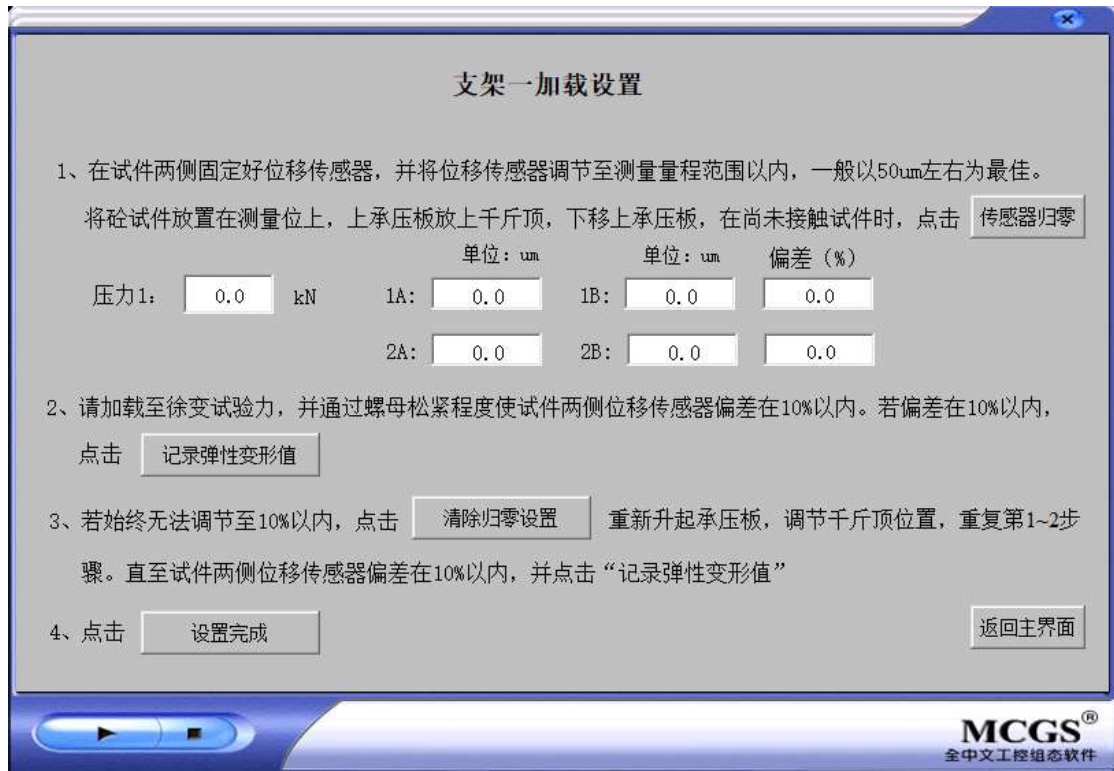 支架一加载设置
1、在试件两侧固定好位移传感器，并将位移传感器调节至测量量程范围以内，一般以50um左右为最佳。
将砼试件放置在测量位上，上承压板放上千斤顶，下移上承压板，在尚未接触试件时，点击 传感器归零
单位：um 单位：um 偏差（%）
压力1： 0.0 kN 1A: 0.0 1B: 0.0 0.0
2A: 0.0 2B: 0.0 0.0
2、请加载至徐变试验力，并通过螺母松紧程度使试件两侧位移传感器偏差在10%以内。若偏差在10%以内，
点击 记录弹性变形值
3、若始终无法调节至10%以内，点击 清除归零设置 重新升起承压板，调节千斤顶位置，重复第1~2步
骤。直至试件两侧位移传感器偏差在10%以内，并点击“记录弹性变形值”
4、点击 设置完成 返回主界面
MCGS®
全中文工控组态软件